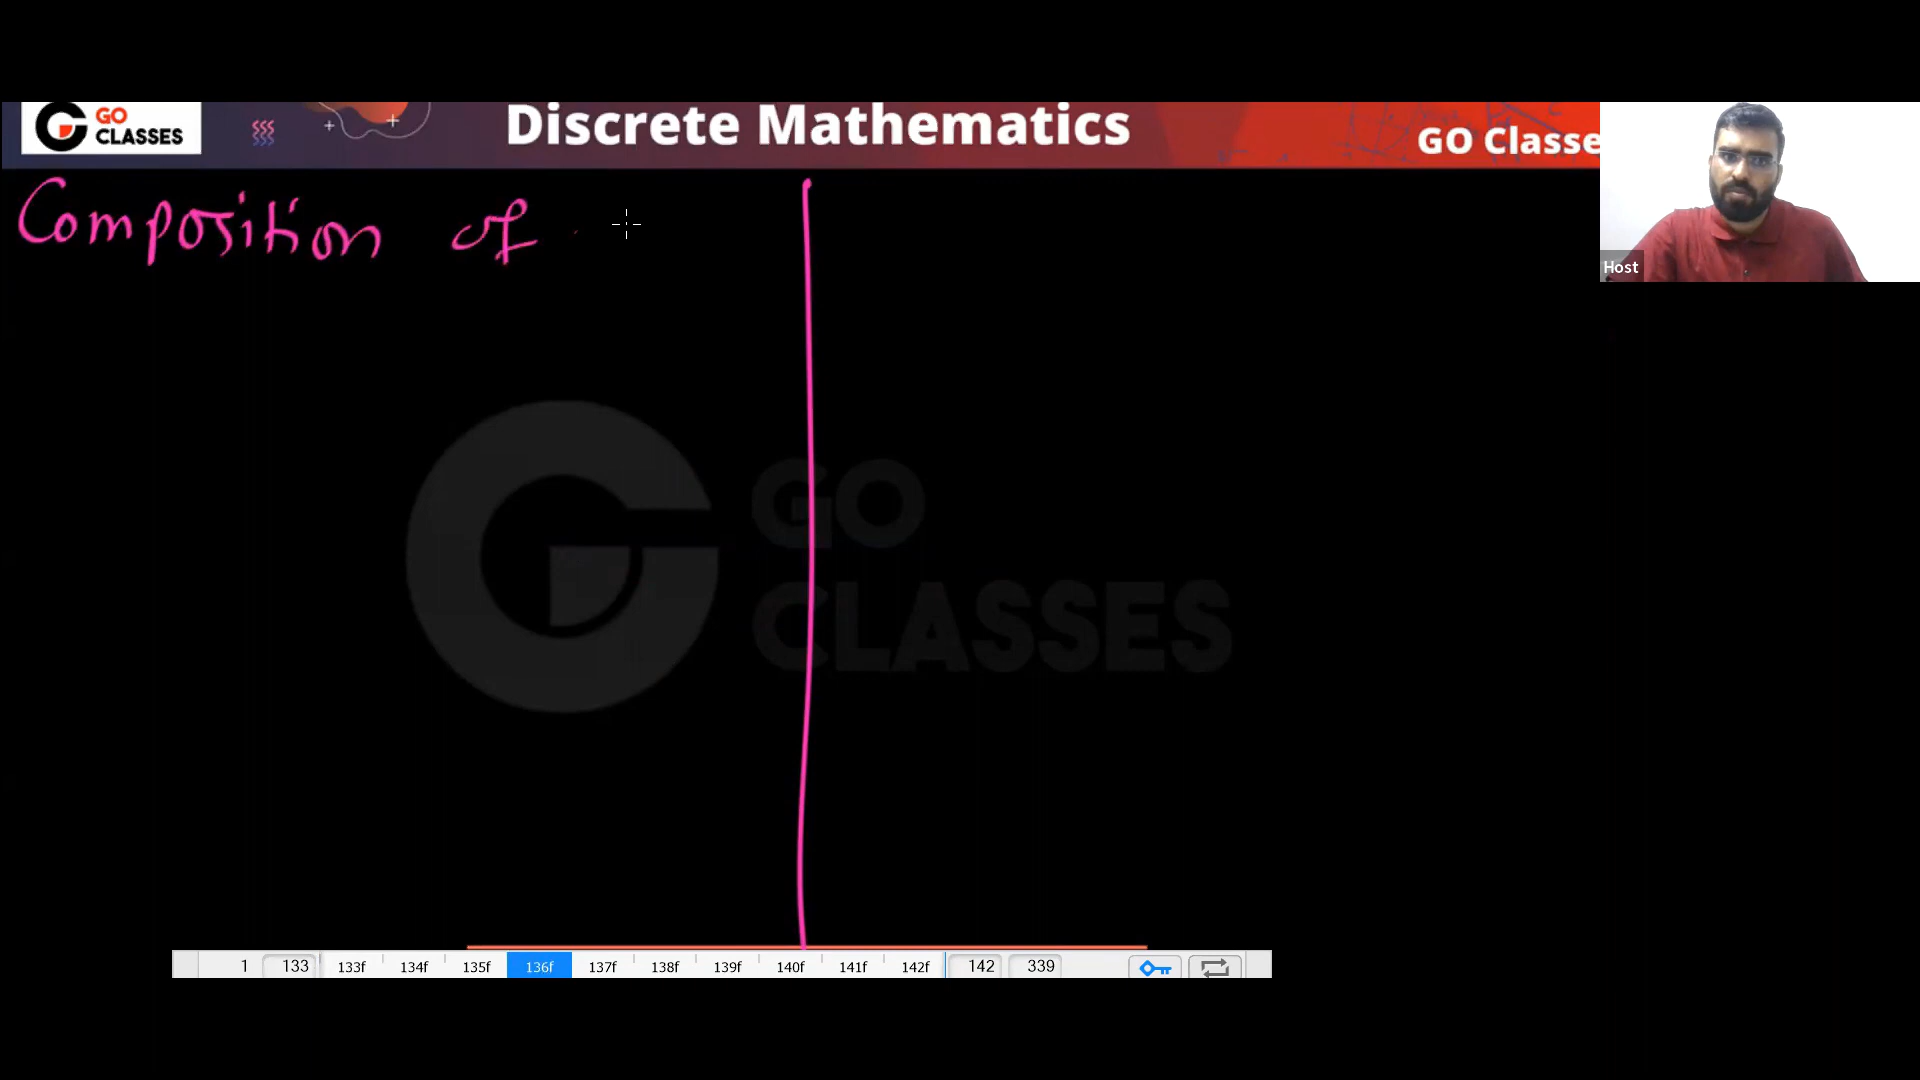 GO
CLASSES
Discrete Mathematics
GO Classe
Host
Composition of
GO
CLASSES
1 133 133f 134f 135f 136f 137f 138f 139f 140f 141f 142f 142 339